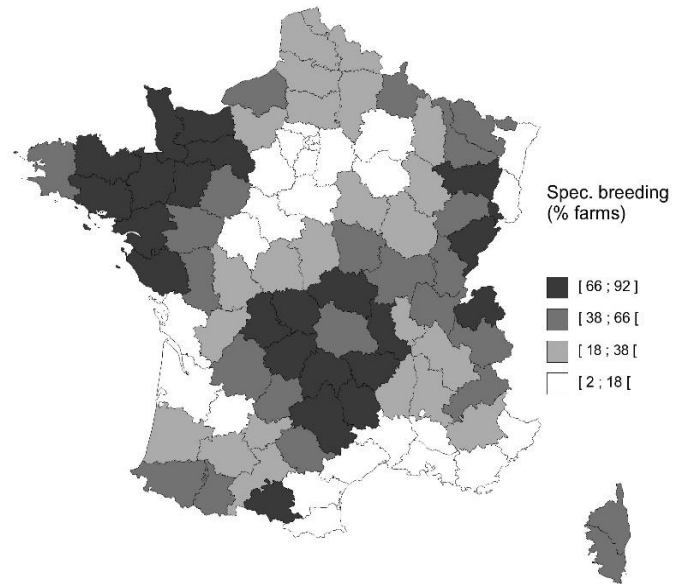 Spec. breeding
(% farms)
[ 66 ; 92 ]
[ 38 ; 66 [
[ 18 ; 38 [
[ 2 ; 18 [